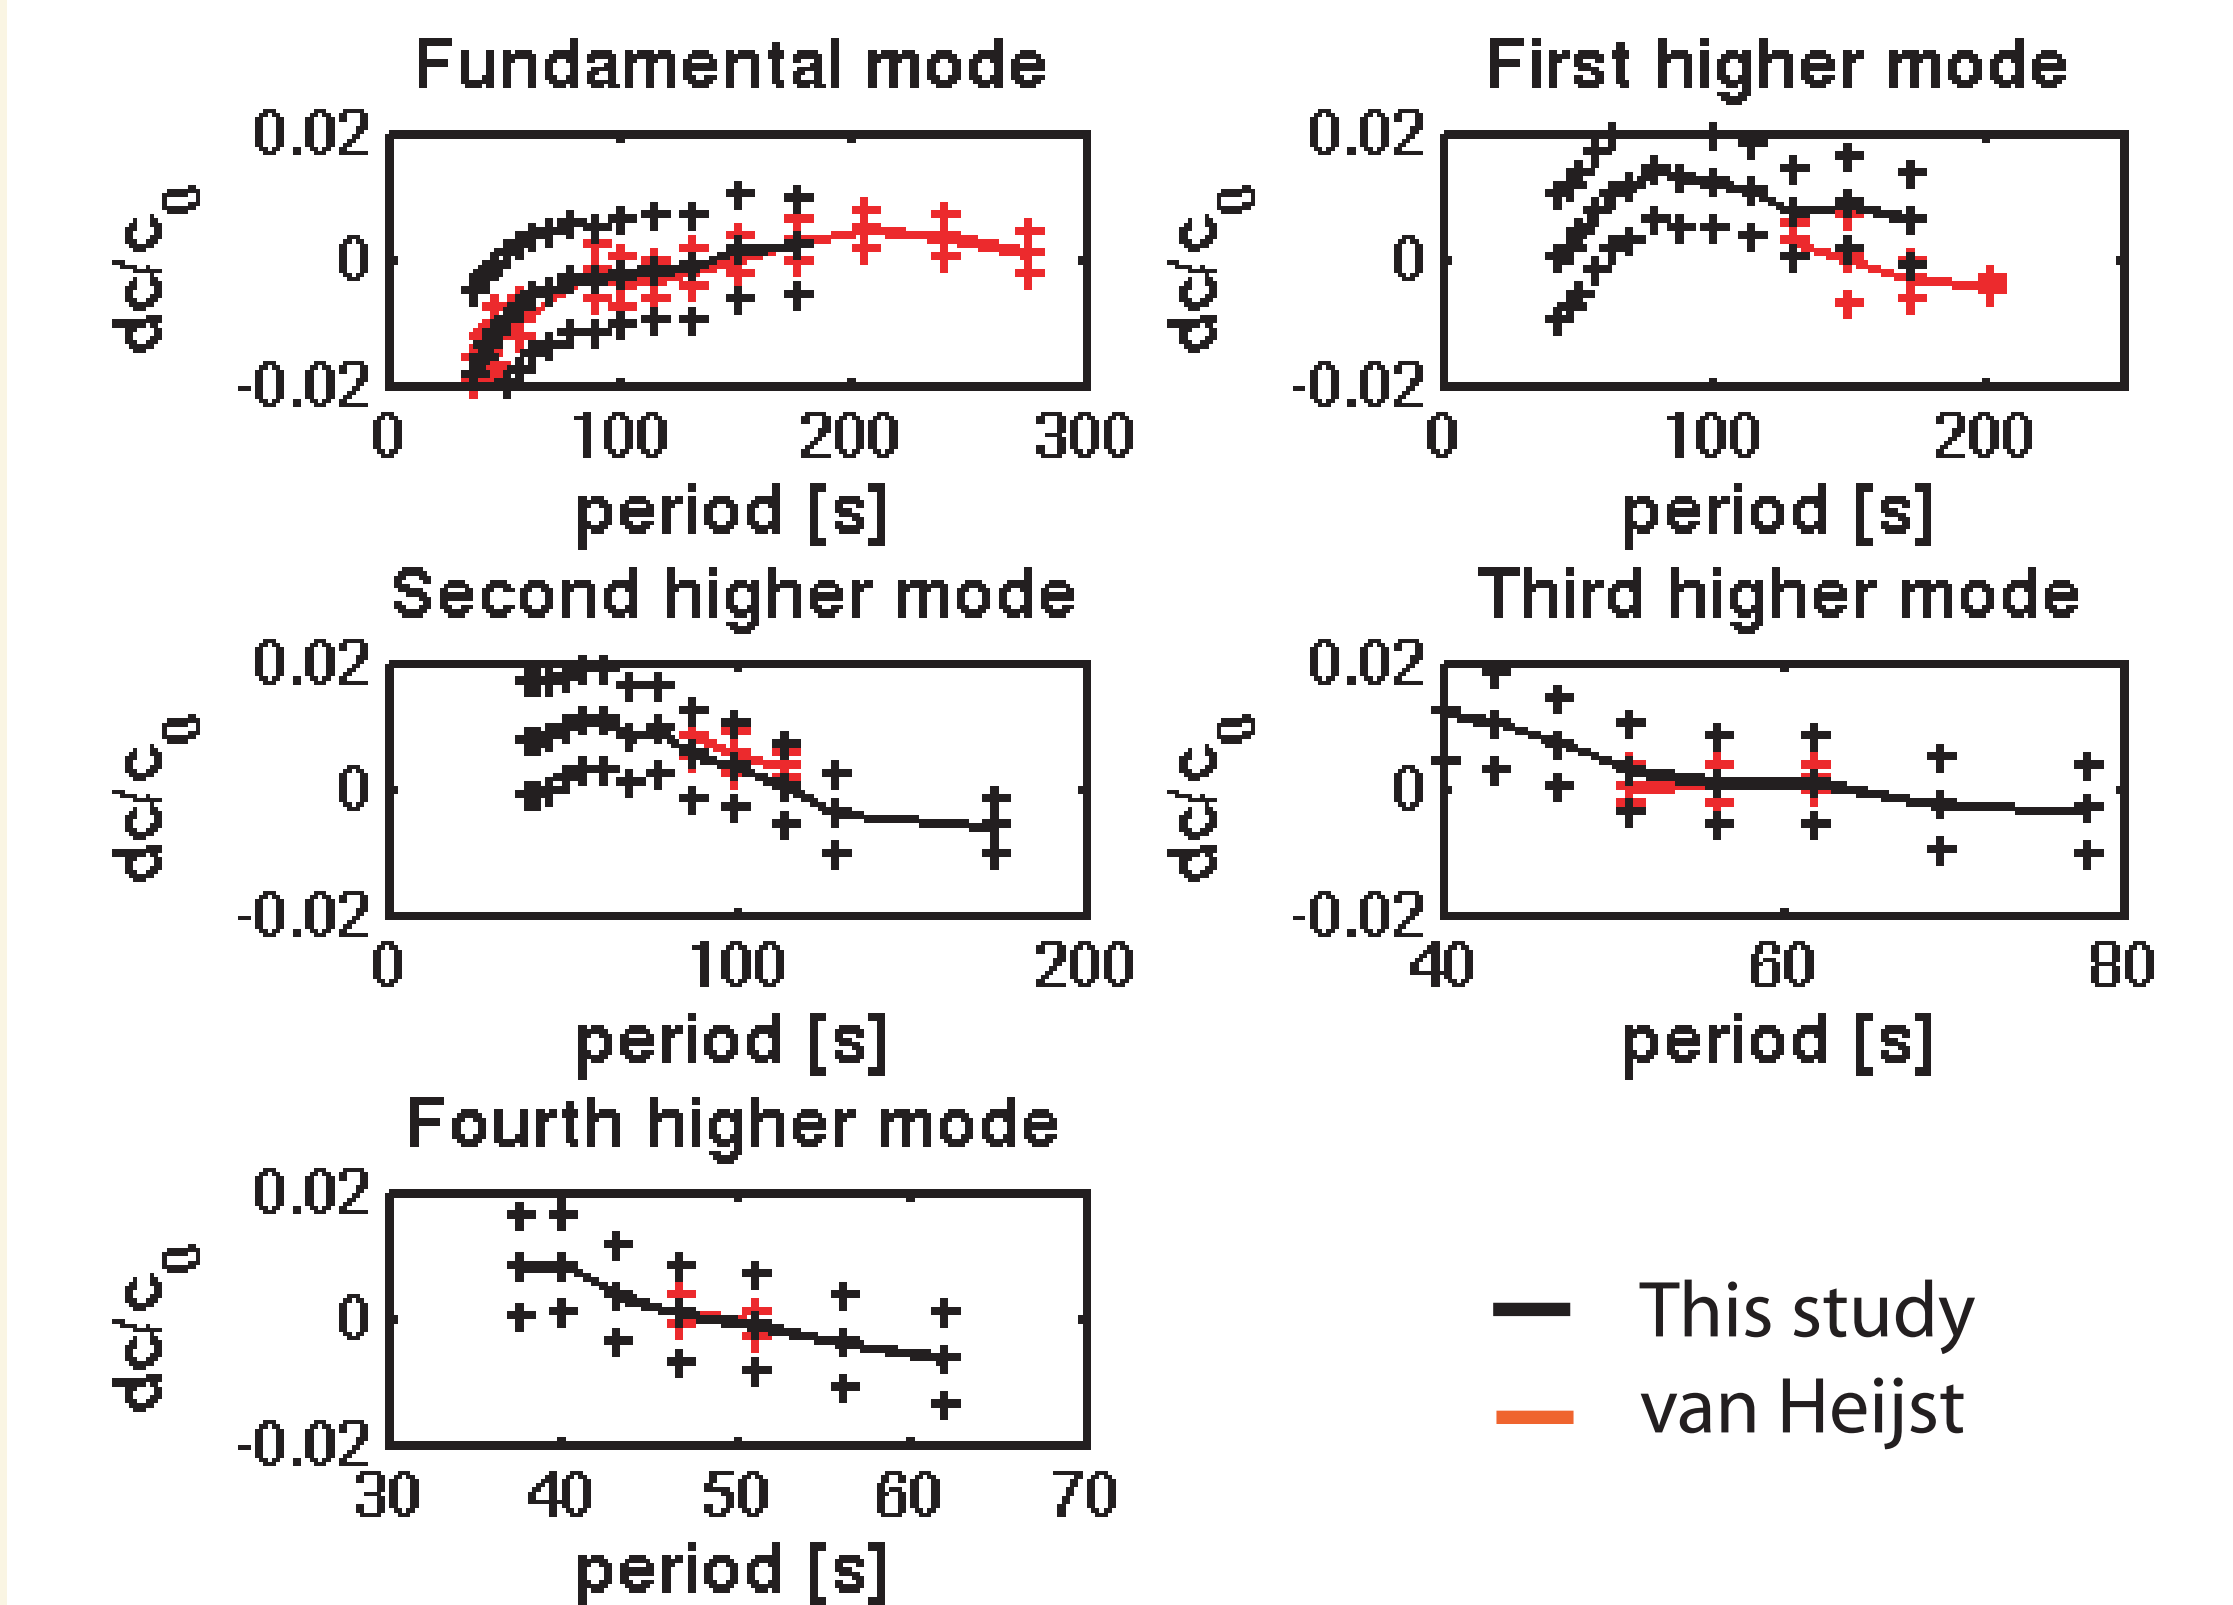 Fundamental mode
0.02
0
-0.02
dc/c0
0 100 200 300
period [s]
First higher mode
0.02
0
-0.02
dc/c0
0 100 200
period [s]
Second higher mode
0.02
0
-0.02
dc/c0
0 100 200
period [s]
Third higher mode
0.02
0
-0.02
dc/c0
40 60 80
period [s]
Fourth higher mode
0.02
0
-0.02
dc/c0
30 40 50 60 70
period [s]
This study
van Heijst